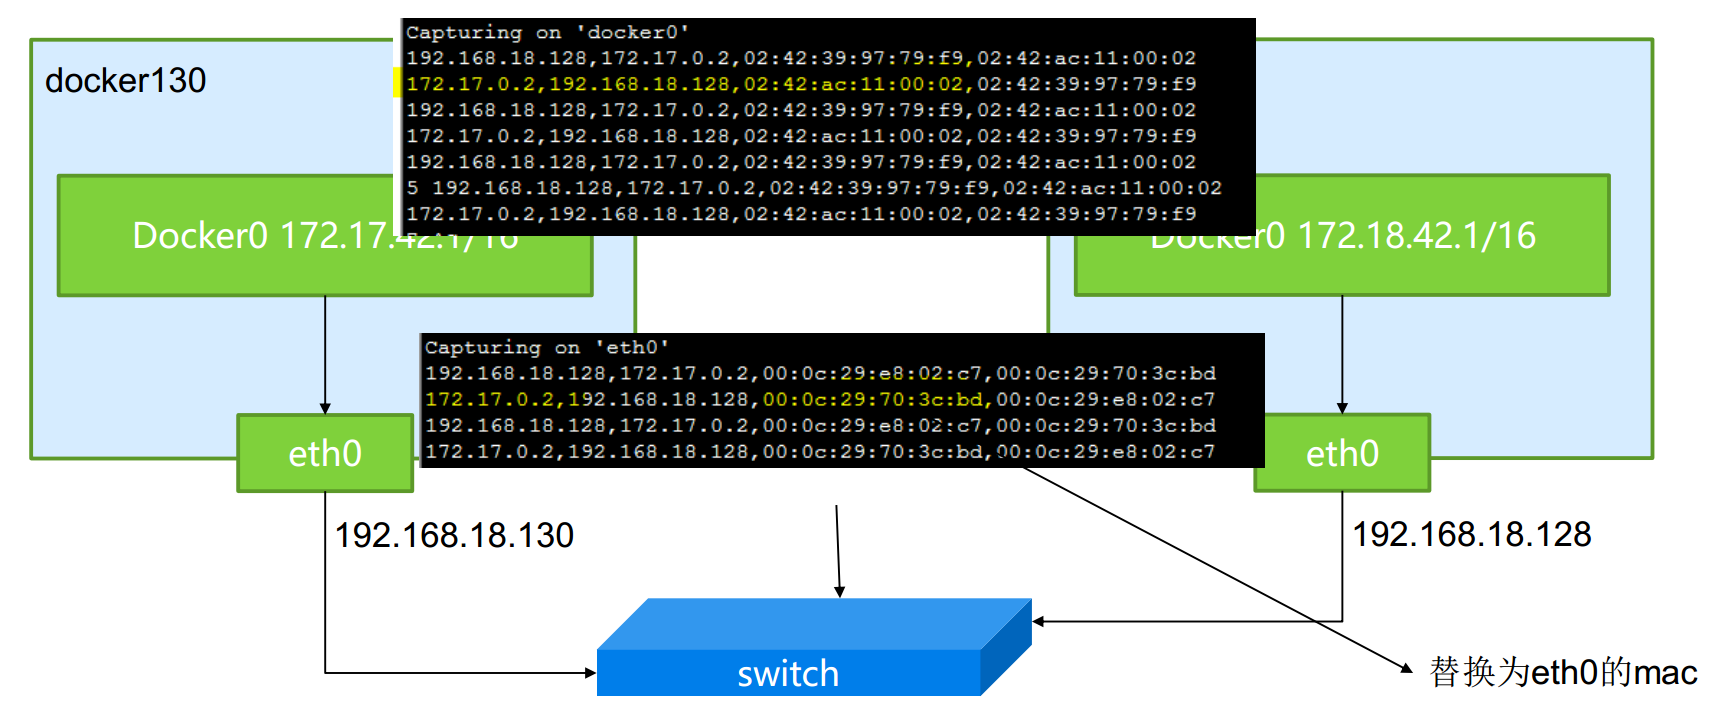 Capturing on 'docker0'
192.168.18.128,172.17.0.2,02:42:39:97:79:f9,02:42:ac:11:00:02
172.17.0.2,192.168.18.128,02:42:ac:11:00:02,02:42:39:97:79:f9
192.168.18.128,172.17.0.2,02:42:39:97:79:f9,02:42:ac:11:00:02
172.17.0.2,192.168.18.128,02:42:ac:11:00:02,02:42:39:97:79:f9
192.168.18.128,172.17.0.2,02:42:39:97:79:f9,02:42:ac:11:00:02
5 192.168.18.128,172.17.0.2,02:42:39:97:79:f9,02:42:ac:11:00:02
172.17.0.2,192.168.18.128,02:42:ac:11:00:02,02:42:39:97:79:f9
docker130
Docker0 172.17.42.1/16
Docker0 172.18.42.1/16
Capturing on 'eth0'
192.168.18.128,172.17.0.2,00:0c:29:e8:02:c7,00:0c:29:70:3c:bd
172.17.0.2,192.168.18.128,00:0c:29:70:3c:bd,00:0c:29:e8:02:c7
192.168.18.128,172.17.0.2,00:0c:29:e8:02:c7,00:0c:29:70:3c:bd
172.17.0.2,192.168.18.128,00:0c:29:70:3c:bd,00:0c:29:e8:02:c7
eth0
eth0
192.168.18.130
192.168.18.128
switch
替换为eth0的mac